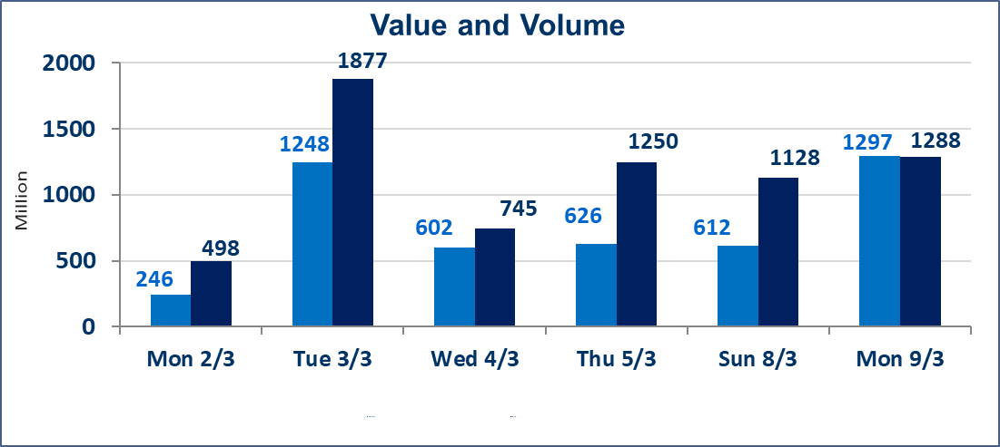 Value and Volume
2000
1500
1000
500
0
Million
246
498
1248
1877
602
745
626
1250
612
1128
1297
1288
Mon 2/3
Tue 3/3
Wed 4/3
Thu 5/3
Sun 8/3
Mon 9/3